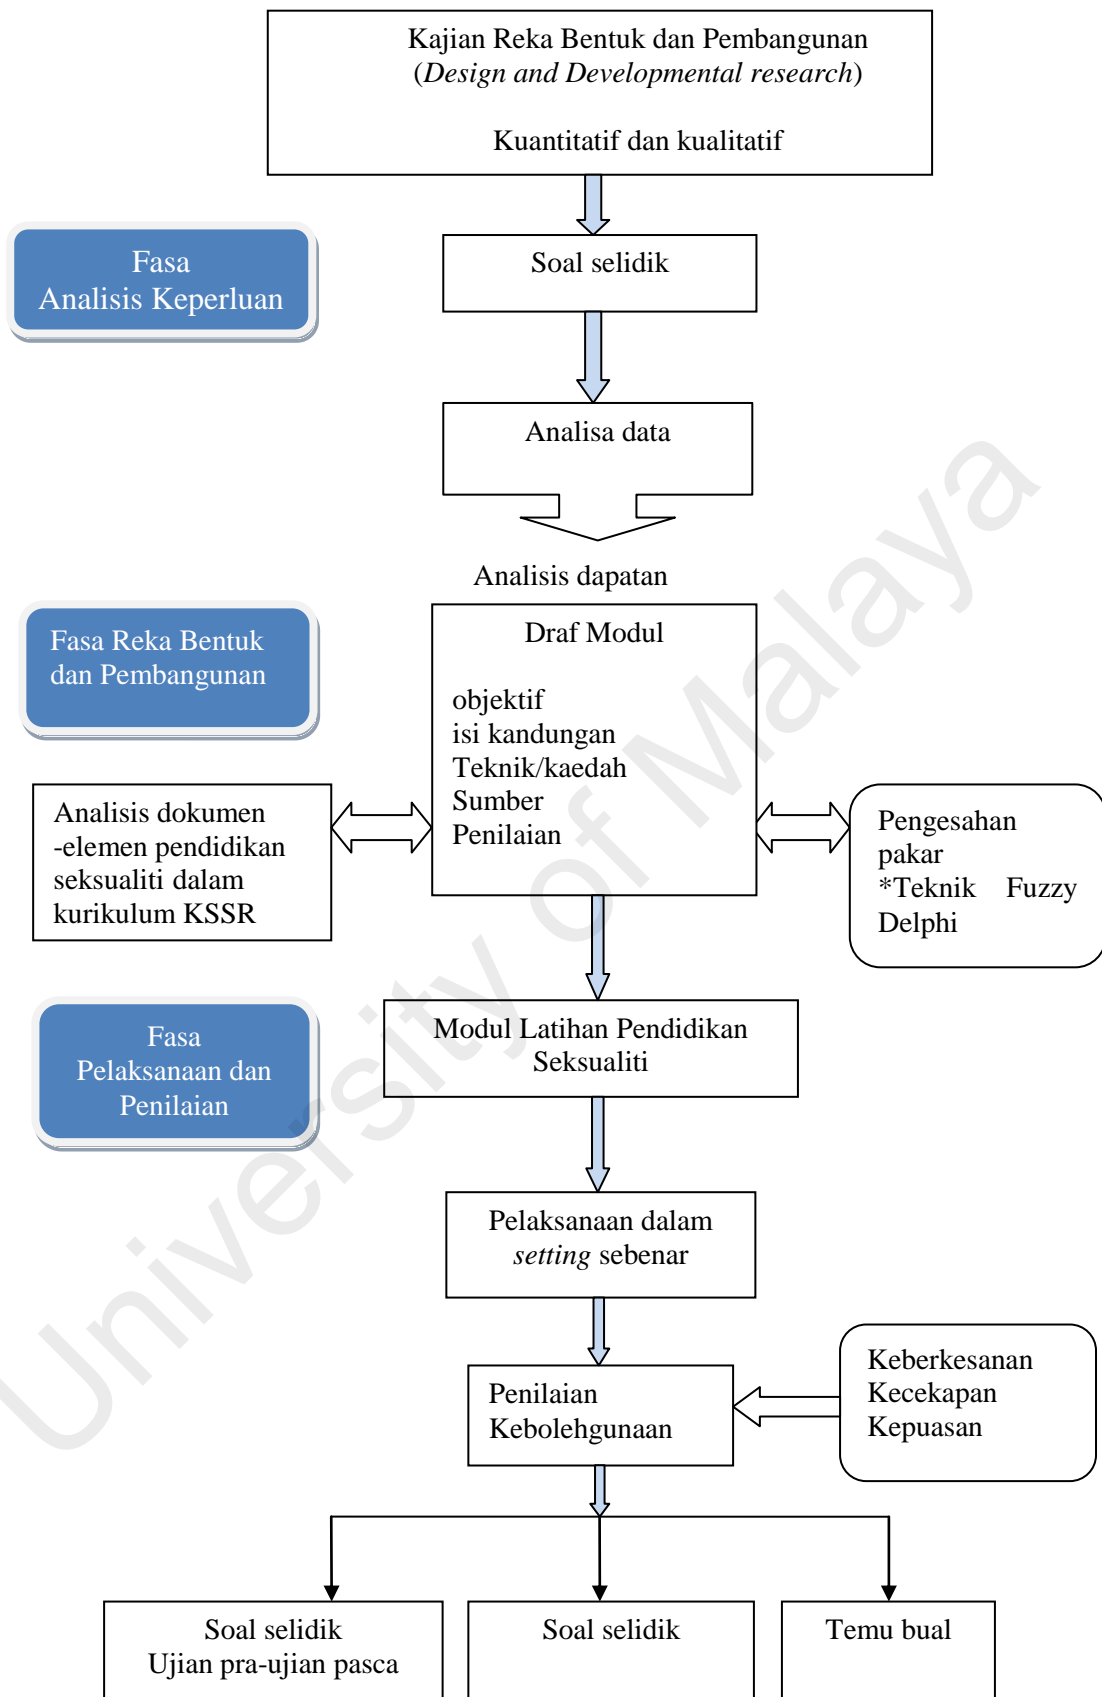 Kajian Reka Bentuk dan Pembangunan
(Design and Developmental research)
Kuantitatif dan kualitatif
Fasa
Analisis Keperluan
Soal selidik
Analisa data
Analisis dapatan
Fasa Reka Bentuk
dan Pembangunan
Draf Modul
objektif
isi kandungan
Teknik/kaedah
Sumber
Penilaian
Analisis dokumen
-elemen pendidikan
seksualiti dalam
kurikulum KSSR
Pengesahan
pakar
*Teknik Fuzzy
Delphi
Fasa
Pelaksanaan dan
Penilaian
Modul Latihan Pendidikan
Seksualiti
Pelaksanaan dalam
setting sebenar
Penilaian
Kebolehgunaan
Keberkesanan
Kecekapan
Kepuasan
Soal selidik
Ujian pra-ujian pasca
Soal selidik
Temu bual
University of Malaya